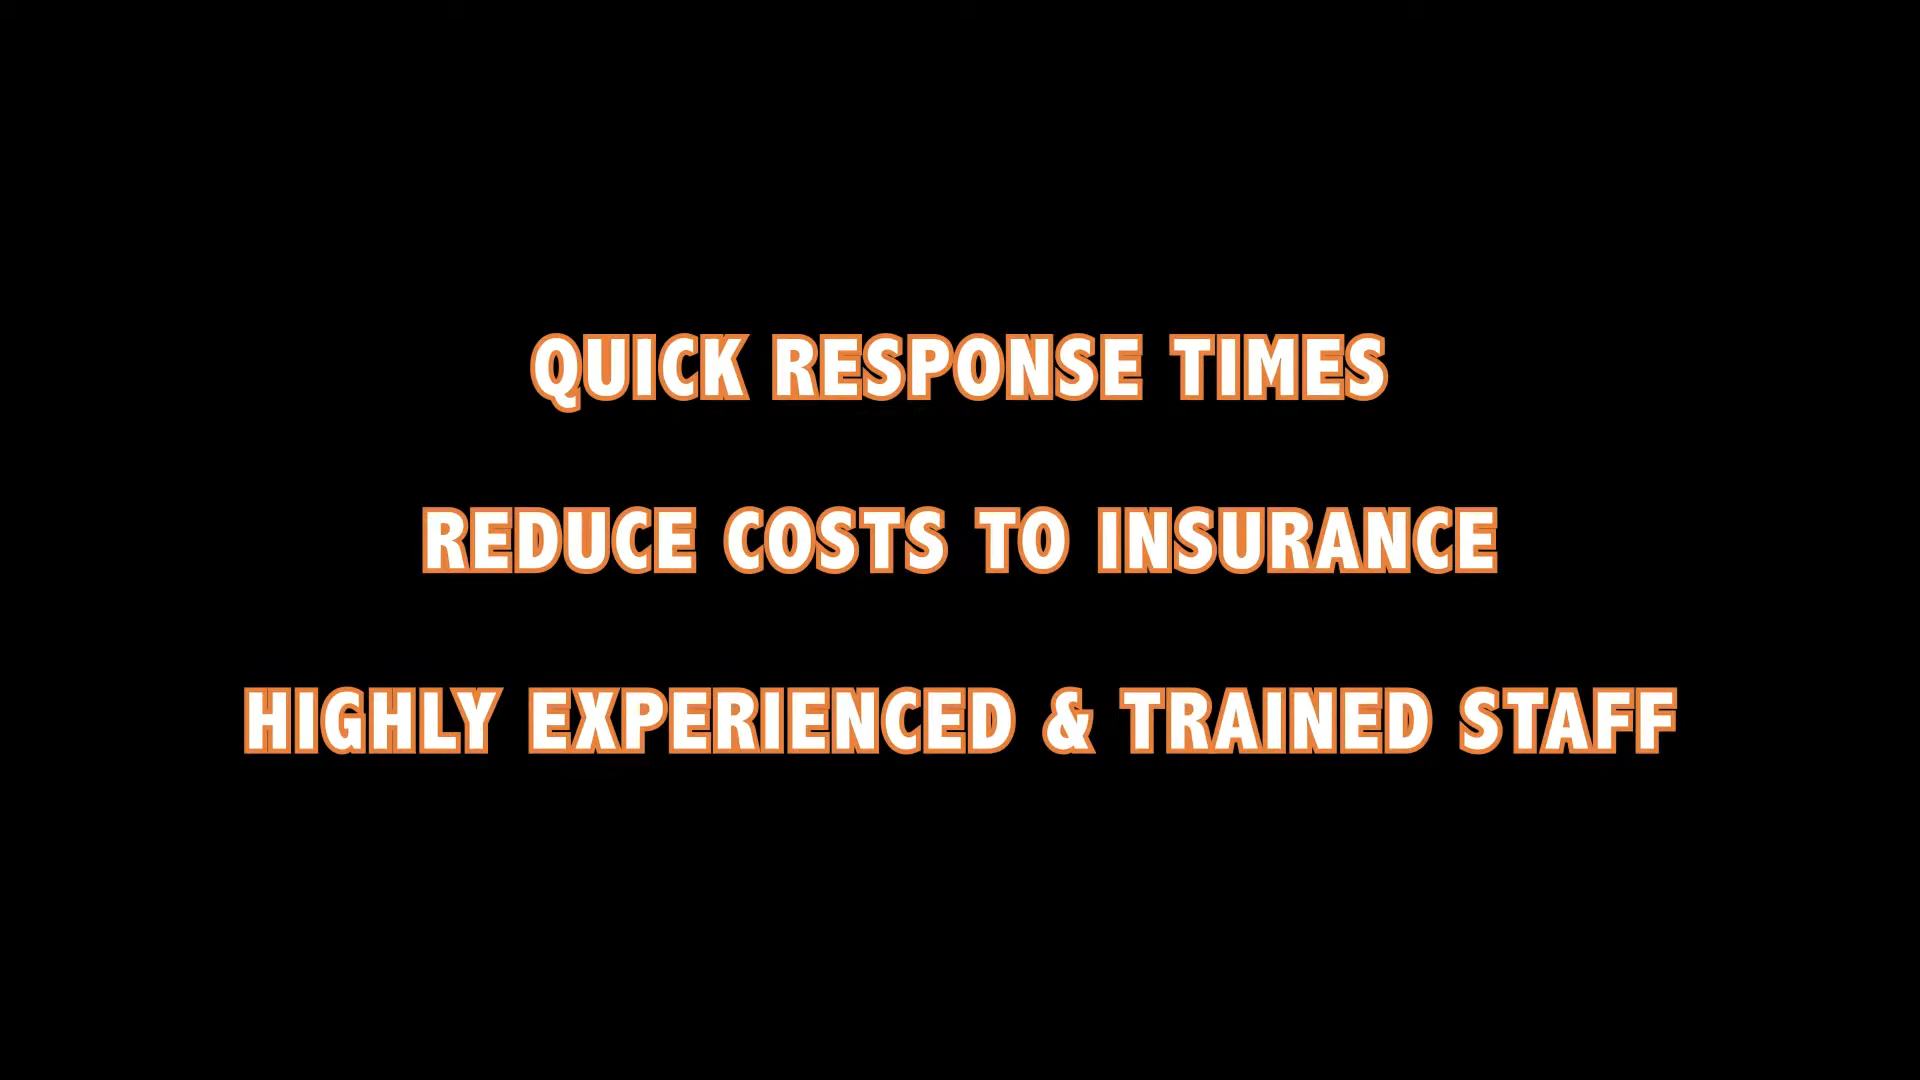 QUICK RESPONSE TIMES
REDUCE COSTS TO INSURANCE
HIGHLY EXPERIENCED & TRAINED STAFF